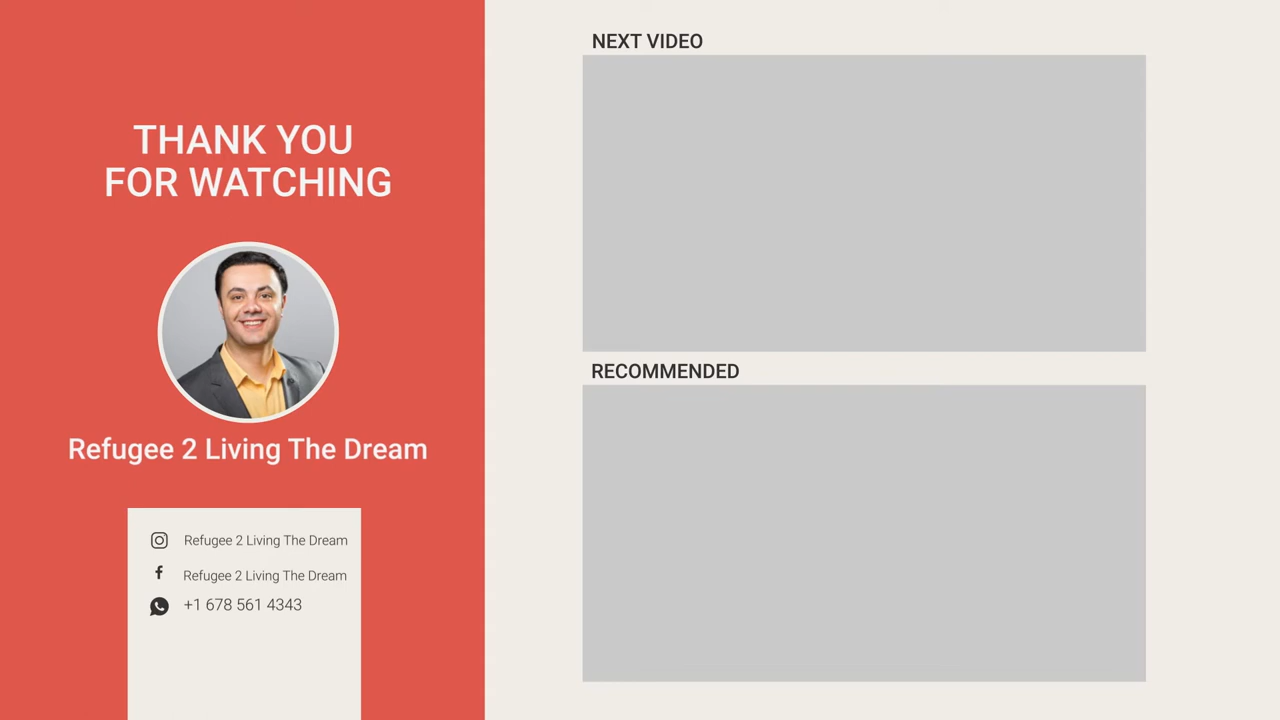 THANK YOU
FOR WATCHING
Refugee 2 Living The Dream
Refugee 2 Living The Dream
Refugee 2 Living The Dream
+1 678 561 4343
NEXT VIDEO
RECOMMENDED